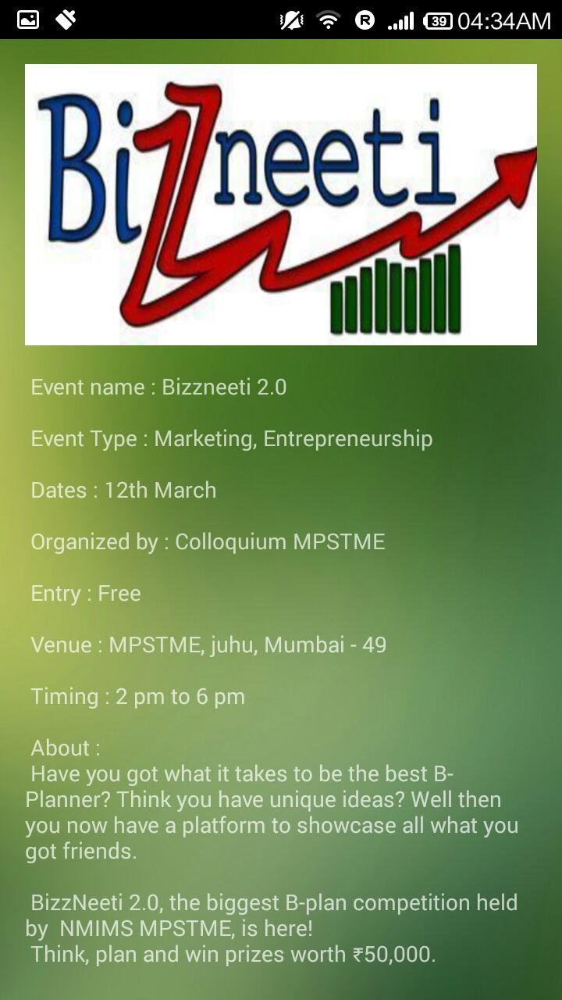 R 39 04:34AM
Bizzneeti
Event name : Bizzneeti 2.0
Event Type : Marketing, Entrepreneurship
Dates : 12th March
Organized by : Colloquium MPSTME
Entry : Free
Venue : MPSTME, juhu, Mumbai - 49
Timing : 2 pm to 6 pm
About :
Have you got what it takes to be the best B-
Planner? Think you have unique ideas? Well then
you now have a platform to showcase all what you
got friends.
BizzNeeti 2.0, the biggest B-plan competition held
by  NMIMS MPSTME, is here!
Think, plan and win prizes worth ₹50,000.